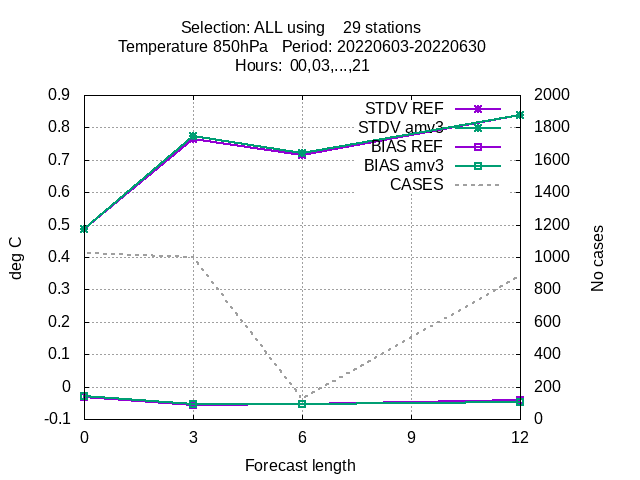 Selection: ALL using    29 stations
Temperature 850hPa   Period: 20220603-20220630
Hours:  00,03,...,21
0.9
0.8
0.7
0.6
0.5
0.4
0.3
0.2
0.1
0
-0.1
deg C
STDV REF
STDV amv3
BIAS REF
BIAS amv3
CASES
2000
1800
1600
1400
1200
1000
800
600
400
200
0
No cases
0 3 6 9 12
Forecast length